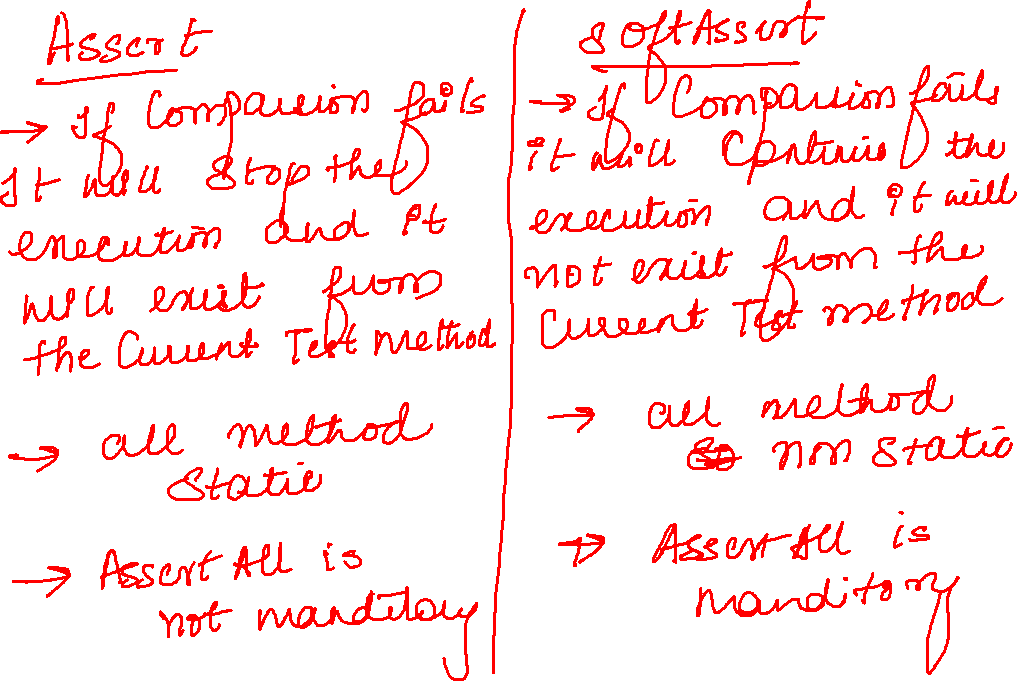 Assert
→ If Comparision fails
It will Stop the
execution and it
will exist from
the Current Test method
→ all method
Static
→ Assert All is
not manditory
SoftAssert
→ If Comparision fails
it will Continue the
execution and it will
not exist from the
Current Test method
→ all method
non Static
→ Assert All is
manditory